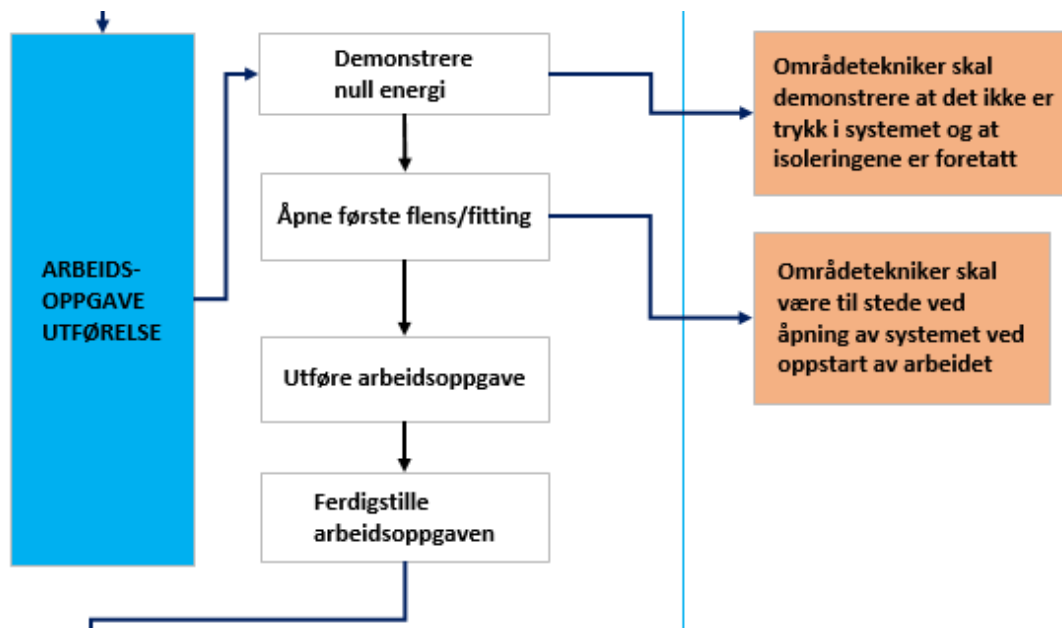 ARBEIDS-
OPPGAVE
UTFØRELSE
Demonstrere
null energi
Områdetekniker skal
demonstrere at det ikke er
trykk i systemet og at
isoleringene er foretatt
Åpne første flens/fitting
Områdetekniker skal
være til stede ved
åpning av systemet ved
oppstart av arbeidet
Utføre arbeidsoppgave
Ferdigstille
arbeidsoppgaven